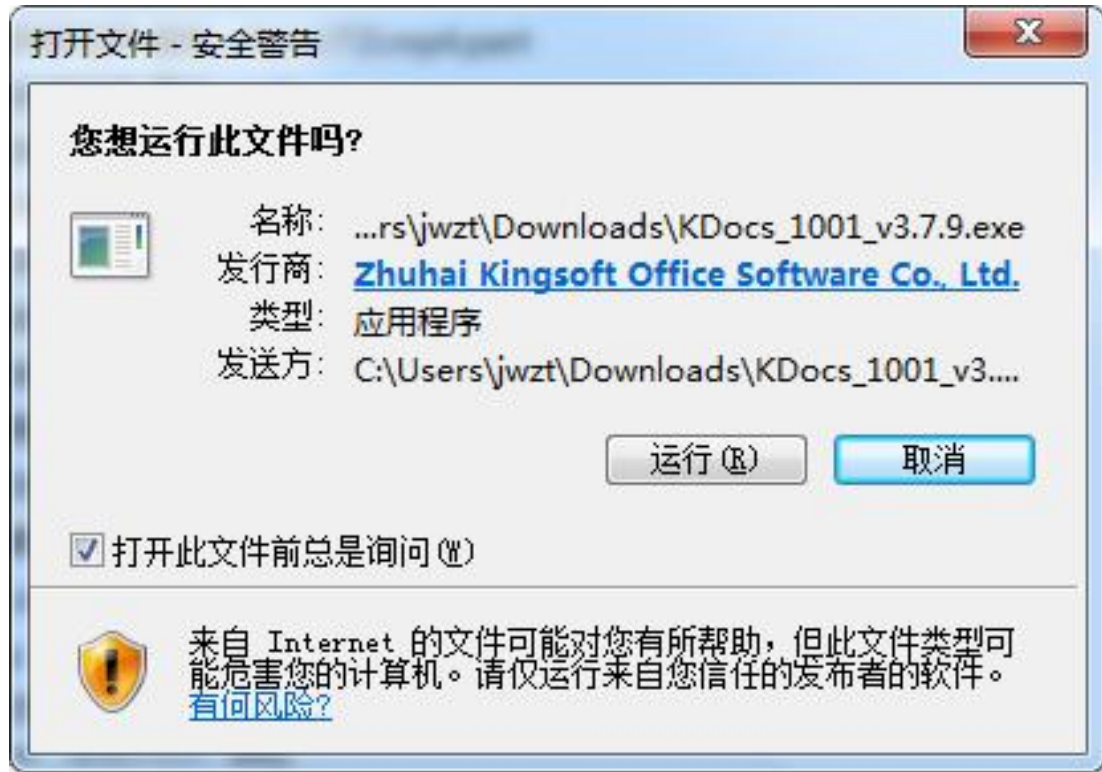 打开文件 - 安全警告
您想运行此文件吗?
名称: ...rs\jwzt\Downloads\KDocs_1001_v3.7.9.exe
发行商: Zhuhai Kingsoft Office Software Co., Ltd.
类型: 应用程序
发送方: C:\Users\jwzt\Downloads\KDocs_1001_v3....
运行(R) 取消
打开此文件前总是询问(W)
来自 Internet 的文件可能对您有所帮助，但此文件类型可
能危害您的计算机。请仅运行来自您信任的发布者的软件。
有何风险?